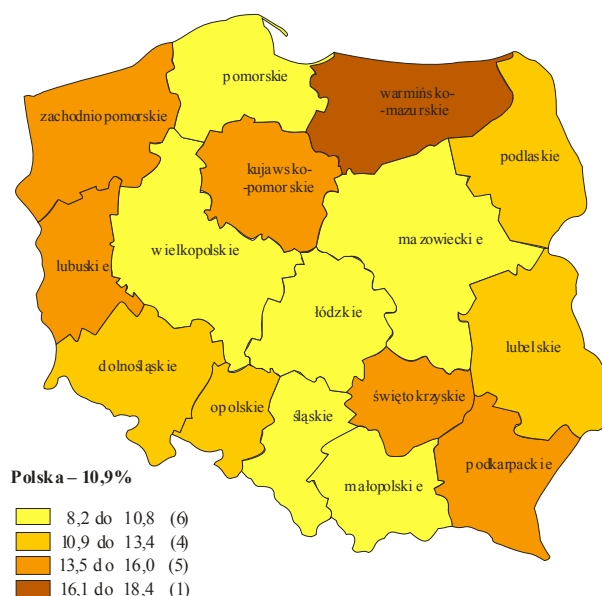 pomorskie
warmińsko-
-mazurskie
zachodniopomorskie
podlaskie
kujawsko-
-pomorskie
mazowieckie
wielkopolskie
lubuskie
łódzkie
lubelskie
dolnośląskie
opolskie
śląskie
świętokrzyskie
podkarpackie
małopolskie
Polska – 10,9%
8,2 do 10,8 (6)
10,9 do 13,4 (4)
13,5 do 16,0 (5)
16,1 do 18,4 (1)